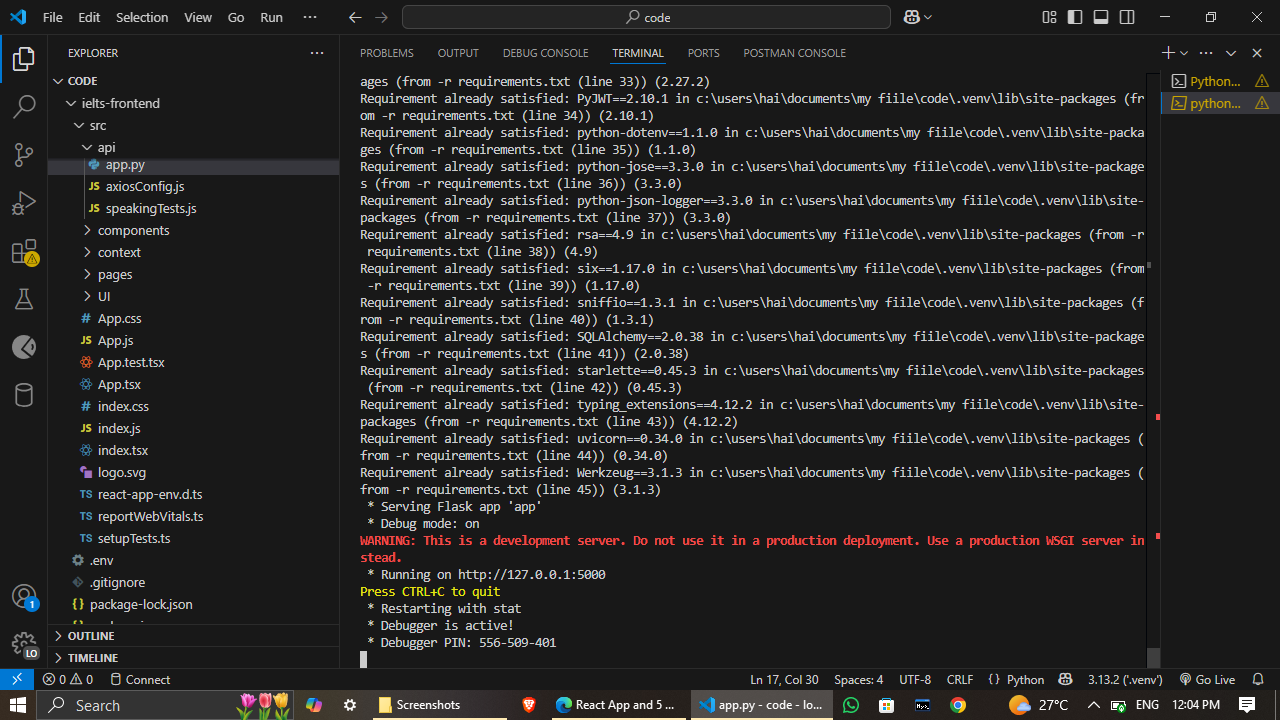 File Edit Selection View Go Run ··· code
EXPLORER ···
CODE
ielts-frontend
src
api
app.py
JS axiosConfig.js
JS speakingTests.js
components
context
pages
UI
# App.css
JS App.js
App.test.tsx
App.tsx
# index.css
JS index.js
index.tsx
logo.svg
TS react-app-env.d.ts
TS reportWebVitals.ts
TS setupTests.ts
.env
.gitignore
{} package-lock.json
OUTLINE
TIMELINE
1
LO
PROBLEMS OUTPUT DEBUG CONSOLE TERMINAL PORTS POSTMAN CONSOLE
ages (from -r requirements.txt (line 33)) (2.27.2)
Requirement already satisfied: PyJWT==2.10.1 in c:\users\hai\documents\my fiile\code\.venv\lib\site-packages (fr
om -r requirements.txt (line 34)) (2.10.1)
Requirement already satisfied: python-dotenv==1.1.0 in c:\users\hai\documents\my fiile\code\.venv\lib\site-packa
ges (from -r requirements.txt (line 35)) (1.1.0)
Requirement already satisfied: python-jose==3.3.0 in c:\users\hai\documents\my fiile\code\.venv\lib\site-package
s (from -r requirements.txt (line 36)) (3.3.0)
Requirement already satisfied: python-json-logger==3.3.0 in c:\users\hai\documents\my fiile\code\.venv\lib\site-
packages (from -r requirements.txt (line 37)) (3.3.0)
Requirement already satisfied: rsa==4.9 in c:\users\hai\documents\my fiile\code\.venv\lib\site-packages (from -r
requirements.txt (line 38)) (4.9)
Requirement already satisfied: six==1.17.0 in c:\users\hai\documents\my fiile\code\.venv\lib\site-packages (from
-r requirements.txt (line 39)) (1.17.0)
Requirement already satisfied: sniffio==1.3.1 in c:\users\hai\documents\my fiile\code\.venv\lib\site-packages (f
rom -r requirements.txt (line 40)) (1.3.1)
Requirement already satisfied: SQLAlchemy==2.0.38 in c:\users\hai\documents\my fiile\code\.venv\lib\site-package
s (from -r requirements.txt (line 41)) (2.0.38)
Requirement already satisfied: starlette==0.45.3 in c:\users\hai\documents\my fiile\code\.venv\lib\site-packages
(from -r requirements.txt (line 42)) (0.45.3)
Requirement already satisfied: typing_extensions==4.12.2 in c:\users\hai\documents\my fiile\code\.venv\lib\site-
packages (from -r requirements.txt (line 43)) (4.12.2)
Requirement already satisfied: uvicorn==0.34.0 in c:\users\hai\documents\my fiile\code\.venv\lib\site-packages (
from -r requirements.txt (line 44)) (0.34.0)
Requirement already satisfied: Werkzeug==3.1.3 in c:\users\hai\documents\my fiile\code\.venv\lib\site-packages (
from -r requirements.txt (line 45)) (3.1.3)
* Serving Flask app 'app'
* Debug mode: on
WARNING: This is a development server. Do not use it in a production deployment. Use a production WSGI server in
stead.
* Running on http://127.0.0.1:5000
Press CTRL+C to quit
* Restarting with stat
* Debugger is active!
* Debugger PIN: 556-509-401
Python...
python...
0 0 Connect Ln 17, Col 30 Spaces: 4 UTF-8 CRLF {} Python 3.13.2 ('.venv') Go Live
Search Screenshots React App and 5 ... app.py - code - lo... 27°C ENG 12:04 PM